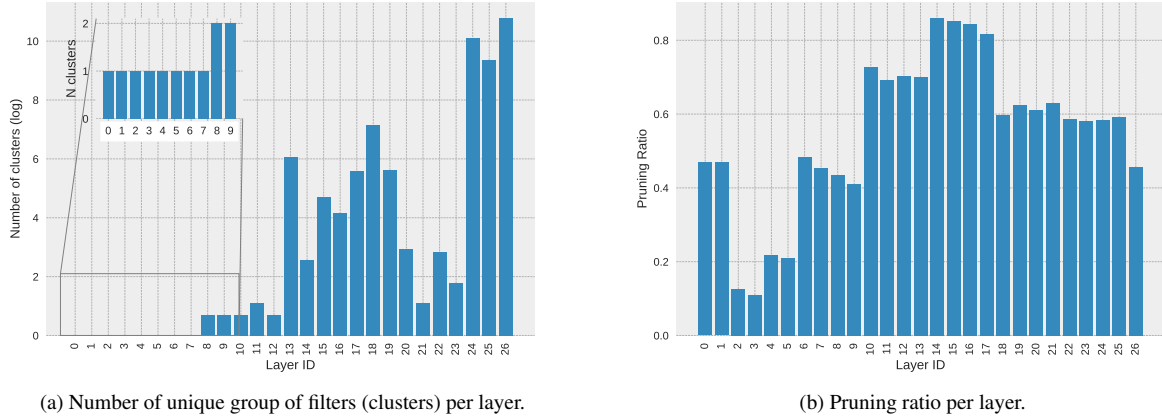 10
8
6
4
2
0
Number of clusters (log)
2
1
0
N clusters
0 1 2 3 4 5 6 7 8 9
0 1 2 3 4 5 6 7 8 9 10 11 12 13 14 15 16 17 18 19 20 21 22 23 24 25 26
Layer ID
(a) Number of unique group of filters (clusters) per layer.
0.8
0.6
0.4
0.2
0.0
Pruning Ratio
0 1 2 3 4 5 6 7 8 9 10 11 12 13 14 15 16 17 18 19 20 21 22 23 24 25 26
Layer ID
(b) Pruning ratio per layer.